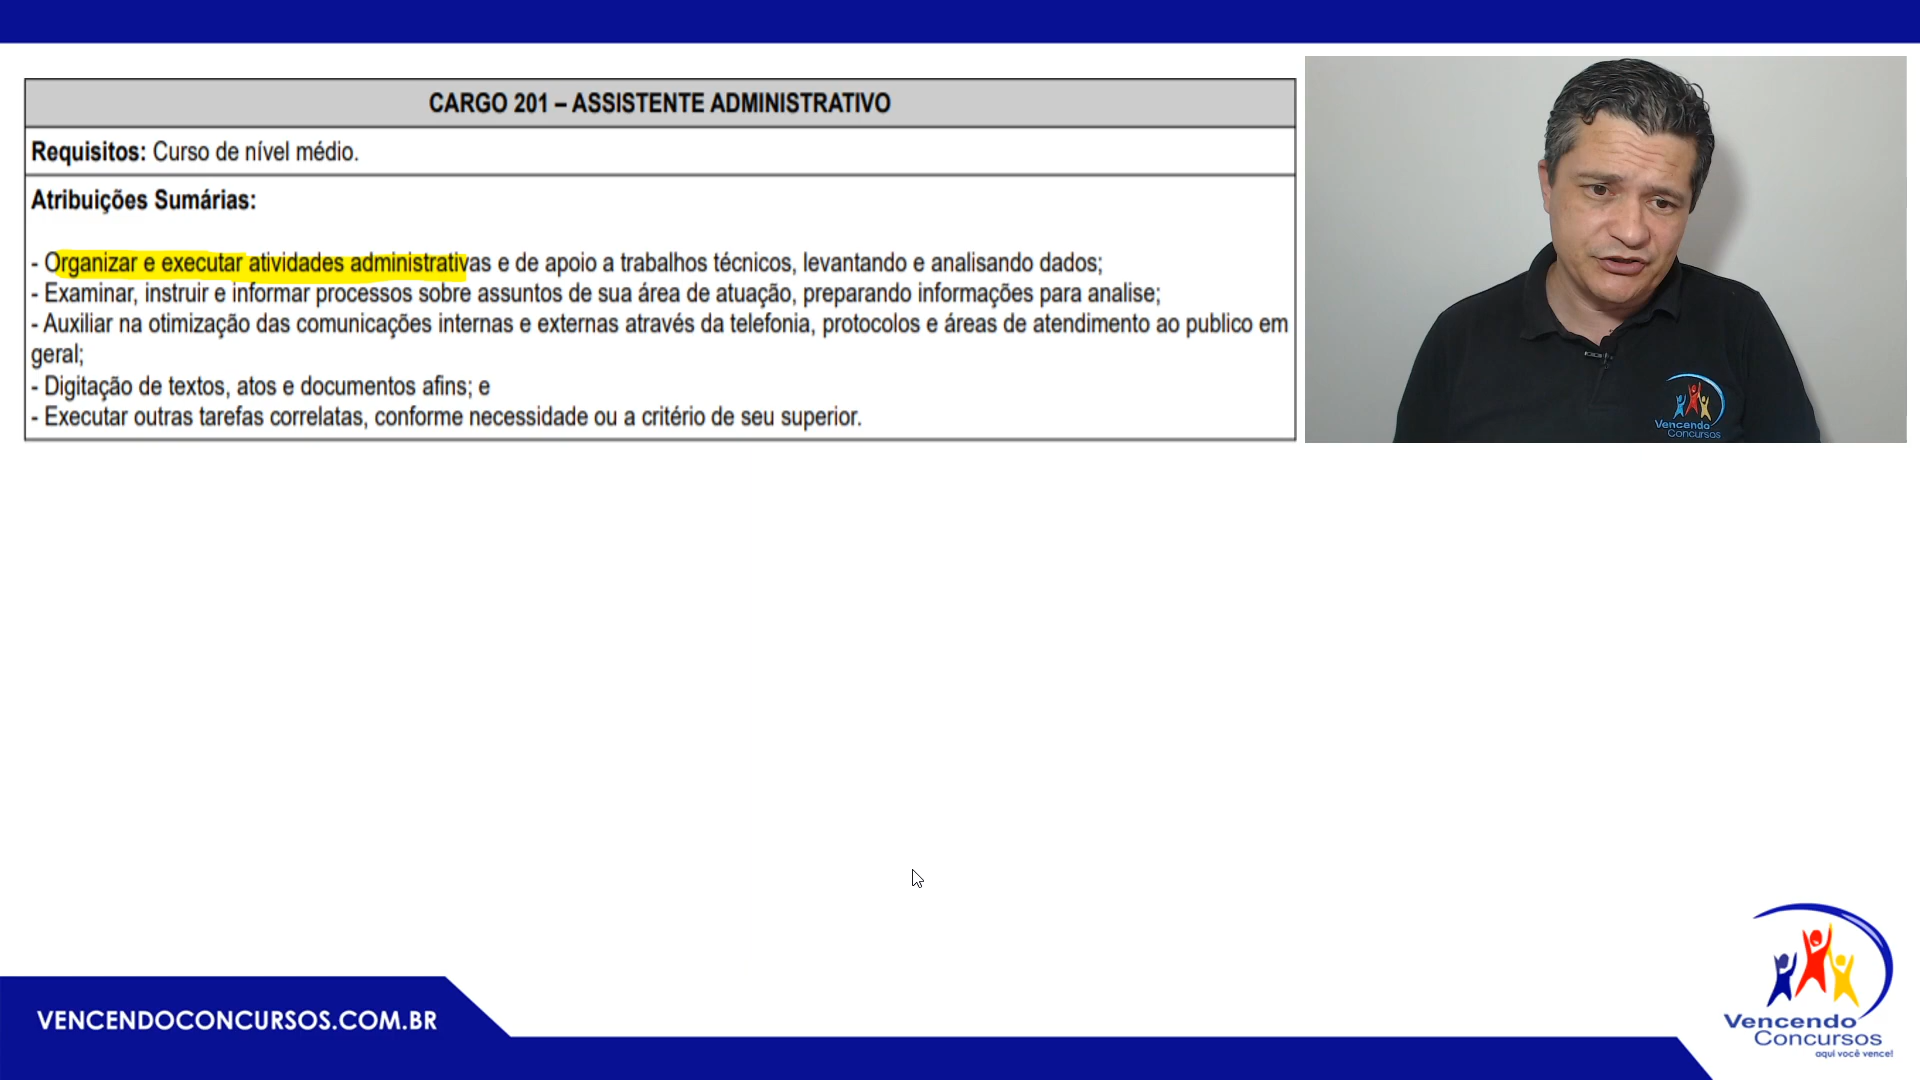 CARGO 201 – ASSISTENTE ADMINISTRATIVO
Requisitos: Curso de nível médio.
Atribuições Sumárias:
- Organizar e executar atividades administrativas e de apoio a trabalhos técnicos, levantando e analisando dados;
- Examinar, instruir e informar processos sobre assuntos de sua área de atuação, preparando informações para analise;
- Auxiliar na otimização das comunicações internas e externas através da telefonia, protocolos e áreas de atendimento ao publico em
geral;
- Digitação de textos, atos e documentos afins; e
- Executar outras tarefas correlatas, conforme necessidade ou a critério de seu superior.
Vencendo
Concursos
VENCENDOCONCURSOS.COM.BR
Vencendo
Concursos
aqui você vence!